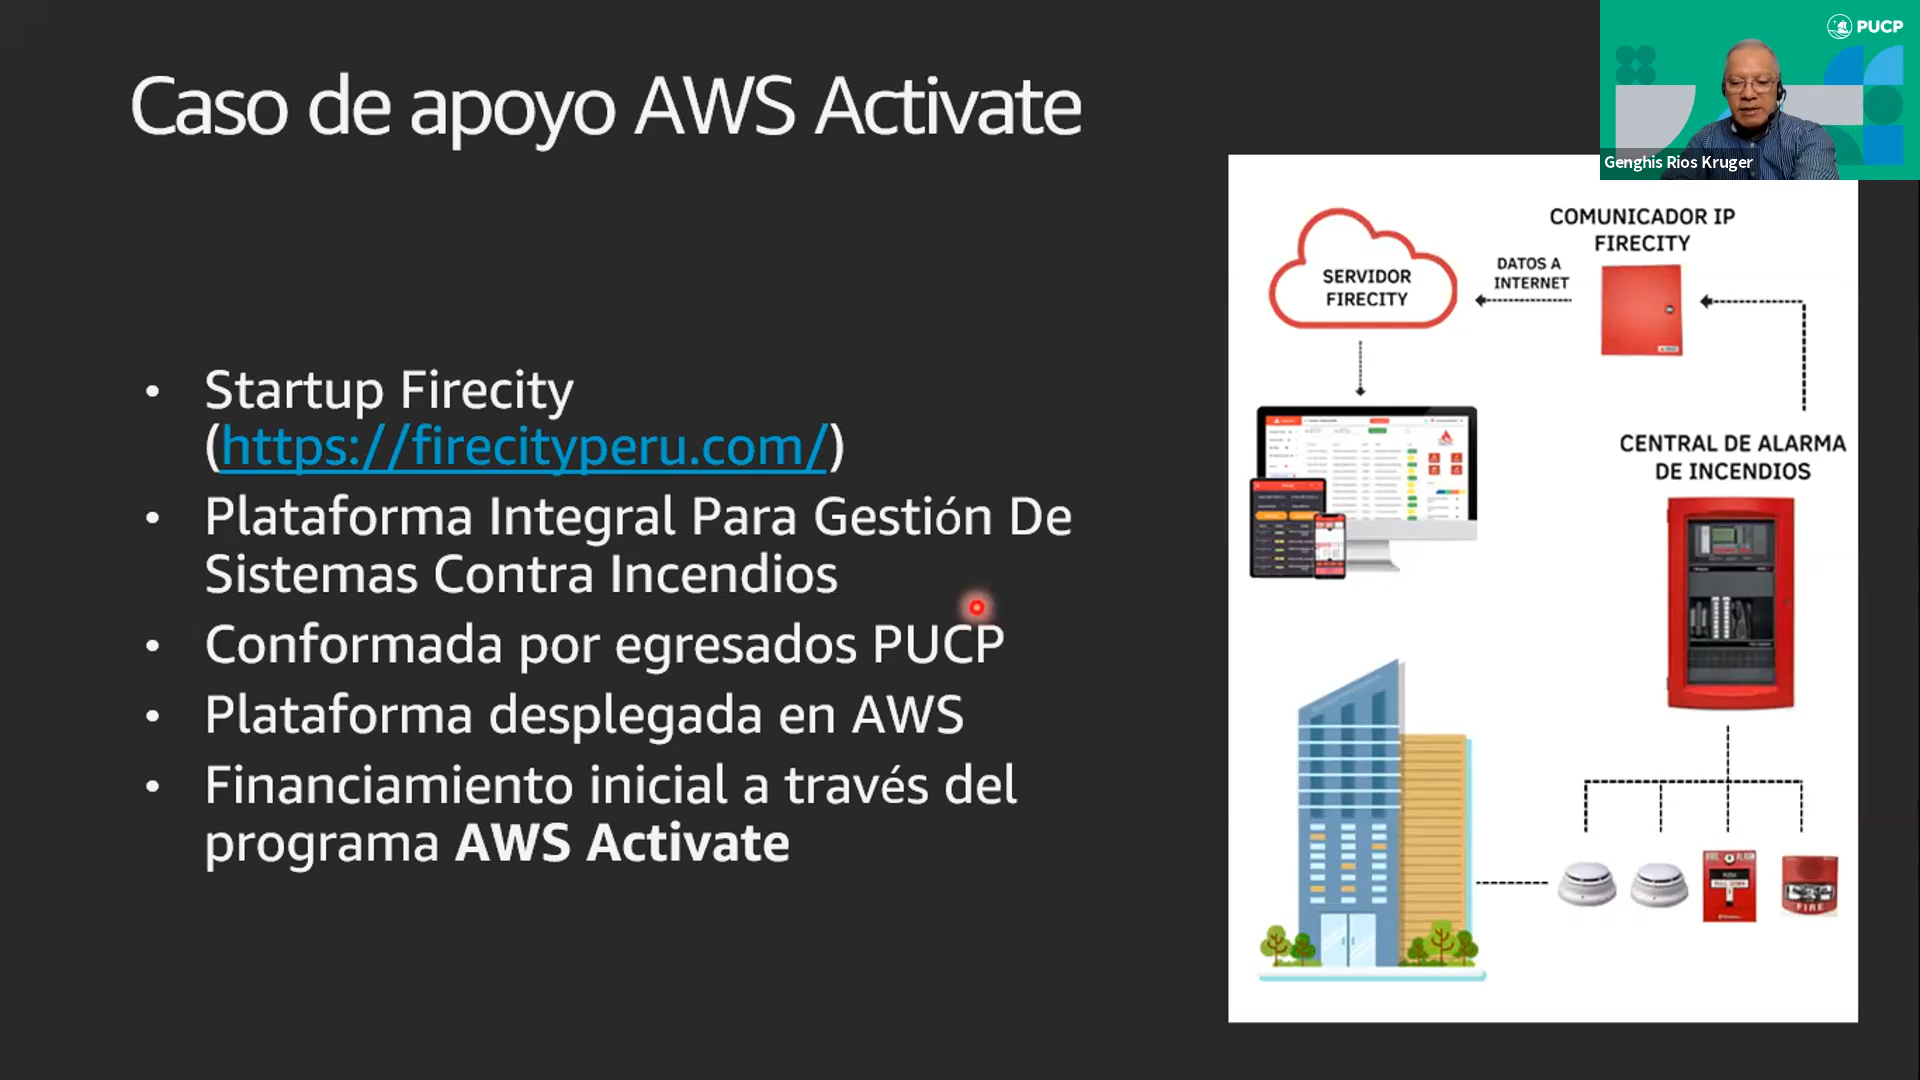 Caso de apoyo AWS Activate
PUCP
Genghis Rios Kruger
• Startup Firecity
(https://firecityperu.com/)
• Plataforma Integral Para Gestión De
Sistemas Contra Incendios
• Conformada por egresados PUCP
• Plataforma desplegada en AWS
• Financiamiento inicial a través del
programa AWS Activate
COMUNICADOR IP
FIRECITY
DATOS A
INTERNET
SERVIDOR
FIRECITY
CENTRAL DE ALARMA
DE INCENDIOS
FIRE